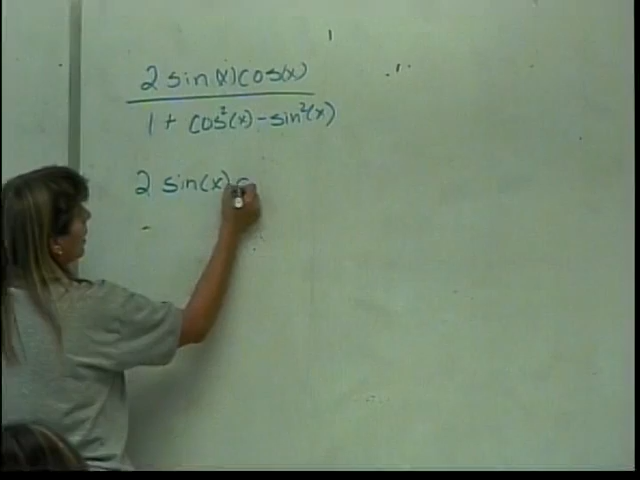 2 sin(x) cos(x)
1 + cos²(x) - sin²(x)
2 sin(x) c